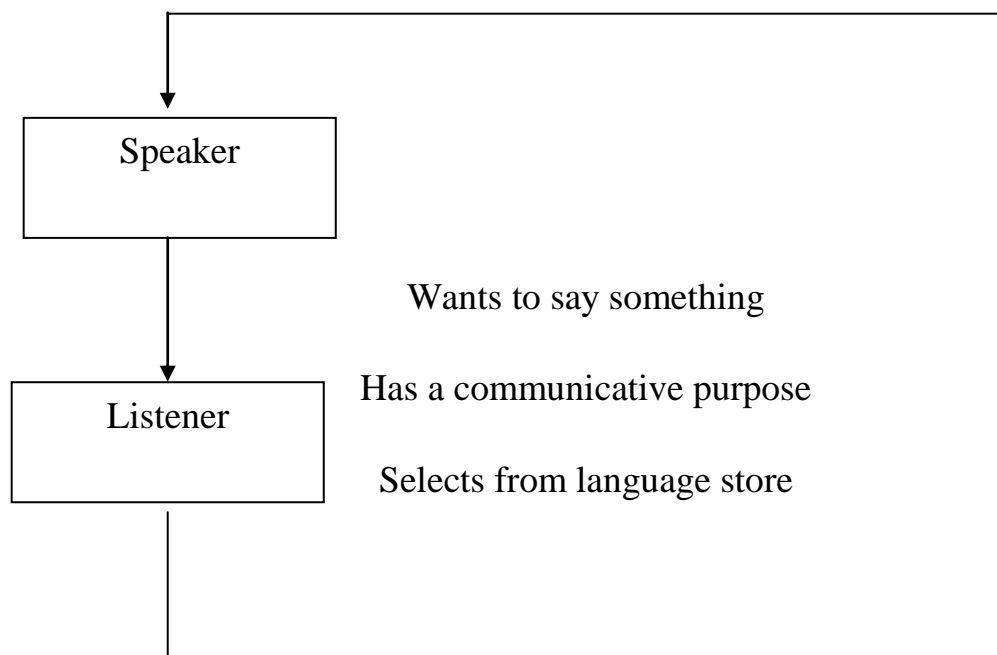 Speaker
Wants to say something
Has a communicative purpose
Listener
Selects from language store